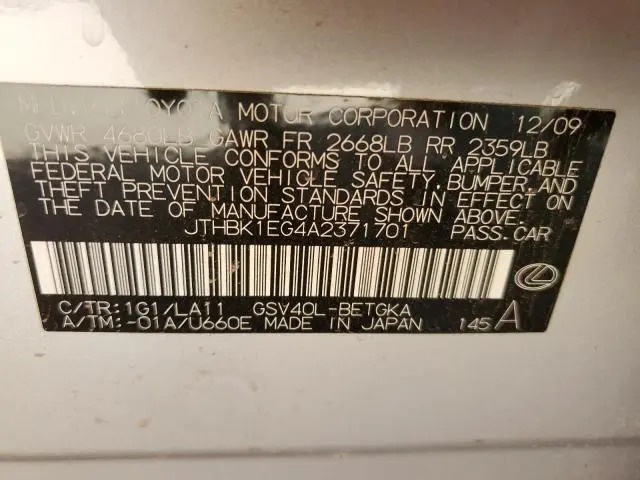 MFD. BY TOYOTA MOTOR CORPORATION 12/09
GVWR 4680LB GAWR FR 2668LB RR 2359LB
THIS VEHICLE CONFORMS TO ALL APPLICABLE
FEDERAL MOTOR VEHICLE SAFETY, BUMPER, AND
THEFT PREVENTION STANDARDS IN EFFECT ON
THE DATE OF MANUFACTURE SHOWN ABOVE.
JTHBK1EG4A2371701 PASS.CAR
C/TR:1G1/LA11 GSV40L-BETGKA
A/TM:-01A/U660E MADE IN JAPAN 145 A